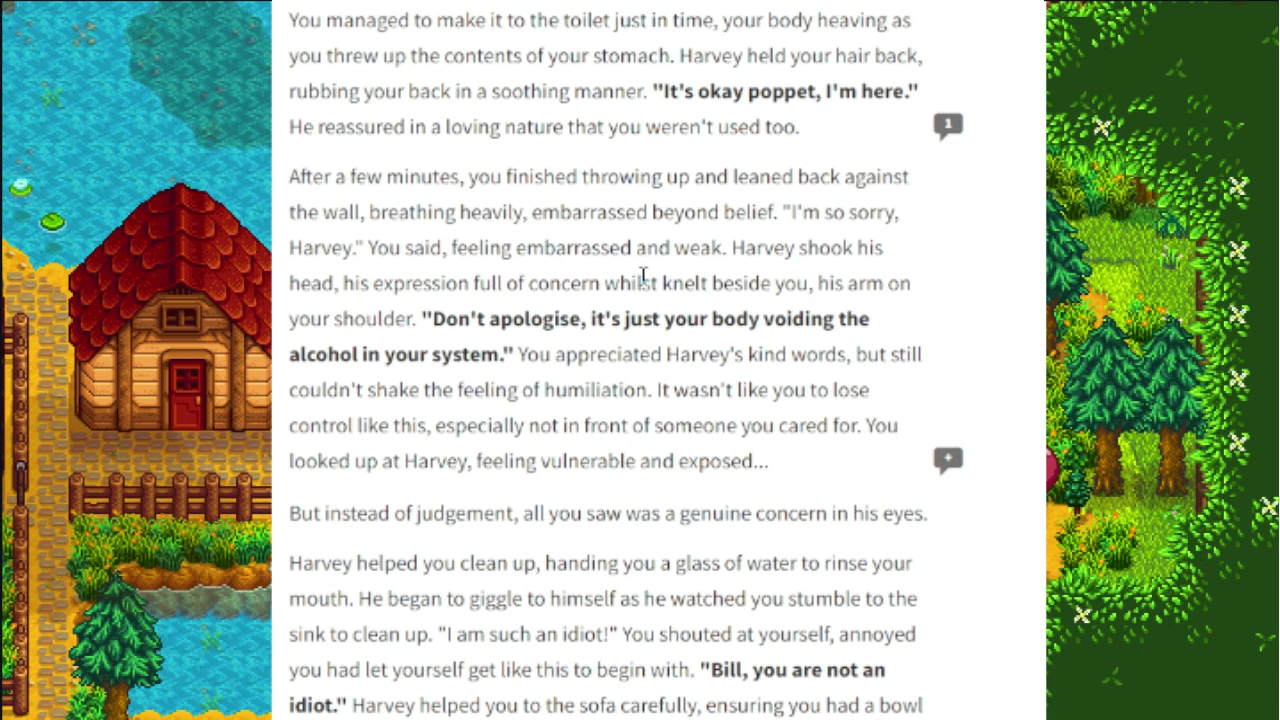 You managed to make it to the toilet just in time, your body heaving as
you threw up the contents of your stomach. Harvey held your hair back,
rubbing your back in a soothing manner. "It's okay poppet, I'm here."
He reassured in a loving nature that you weren't used too.
1
After a few minutes, you finished throwing up and leaned back against
the wall, breathing heavily, embarrassed beyond belief. "I'm so sorry,
Harvey." You said, feeling embarrassed and weak. Harvey shook his
head, his expression full of concern whilst knelt beside you, his arm on
your shoulder. "Don't apologise, it's just your body voiding the
alcohol in your system." You appreciated Harvey's kind words, but still
couldn't shake the feeling of humiliation. It wasn't like you to lose
control like this, especially not in front of someone you cared for. You
looked up at Harvey, feeling vulnerable and exposed...
+
But instead of judgement, all you saw was a genuine concern in his eyes.
Harvey helped you clean up, handing you a glass of water to rinse your
mouth. He began to giggle to himself as he watched you stumble to the
sink to clean up. "I am such an idiot!" You shouted at yourself, annoyed
you had let yourself get like this to begin with. "Bill, you are not an
idiot." Harvey helped you to the sofa carefully, ensuring you had a bowl